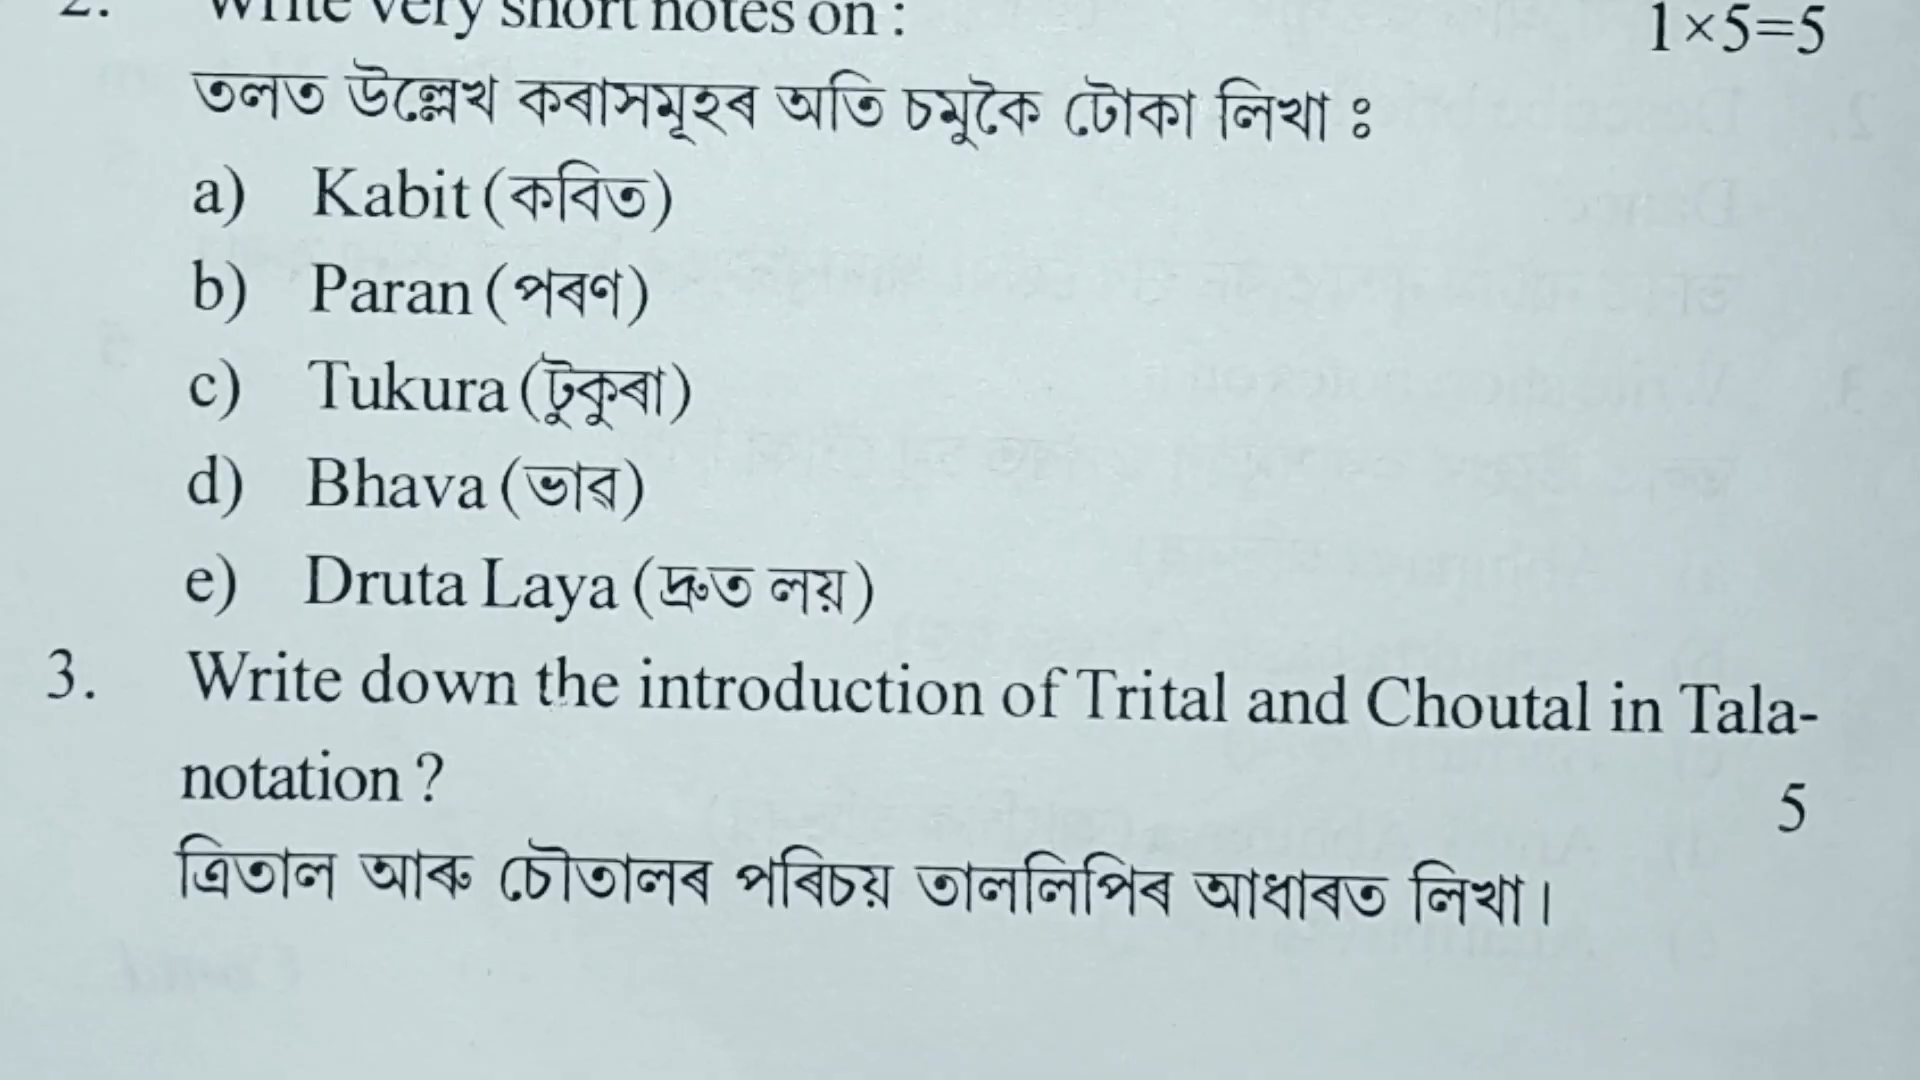 2. Write very short notes on : 1×5=5
তলত উল্লেখ কৰাসমূহৰ অতি চমুকৈ টোকা লিখা ঃ
a) Kabit (কবিত)
b) Paran (পৰণ)
c) Tukura (টুকুৰা)
d) Bhava (ভাৱ)
e) Druta Laya (দ্ৰুত লয়)
3. Write down the introduction of Trital and Choutal in Tala-
notation ? 5
ত্ৰিতাল আৰু চৌতালৰ পৰিচয় তাললিপিৰ আধাৰত লিখা।